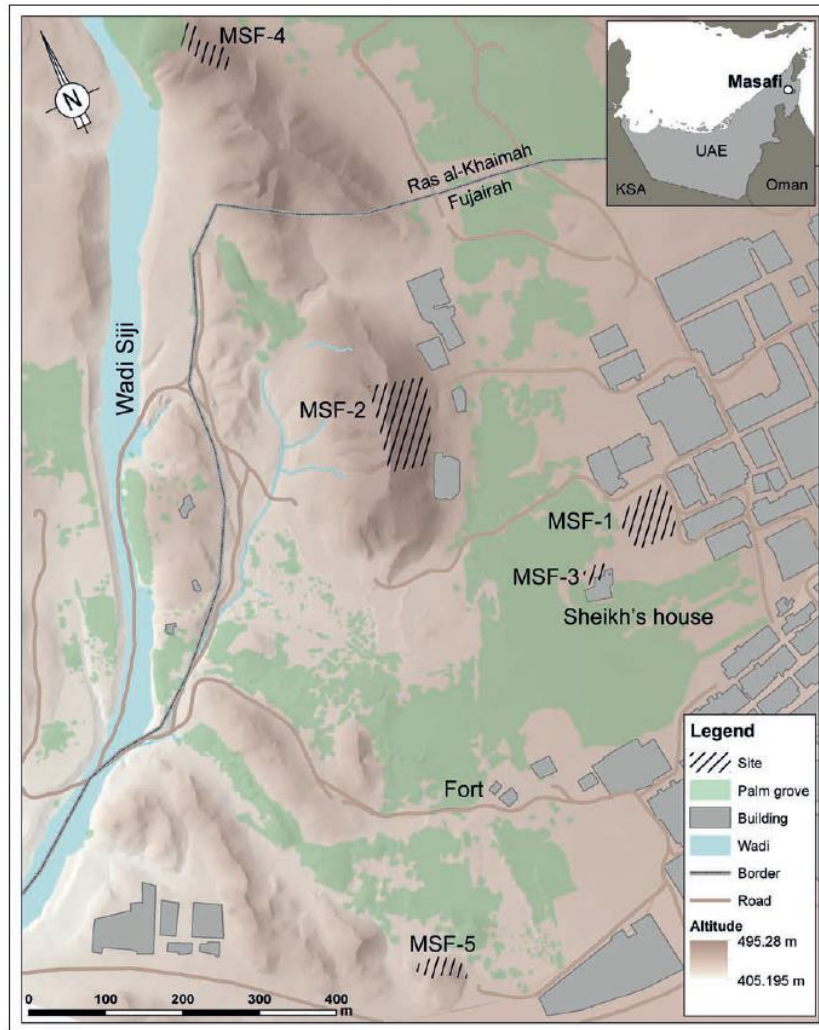 MSF-4
N
Masafi
UAE
KSA
Oman
Ras al-Khaimah
Fujairah
Wadi Siji
MSF-2
MSF-1
MSF-3
Sheikh's house
Fort
MSF-5
Legend
Site
Palm grove
Building
Wadi
Border
Road
Altitude
495.28 m
405.195 m
0 100 200 300 400
m